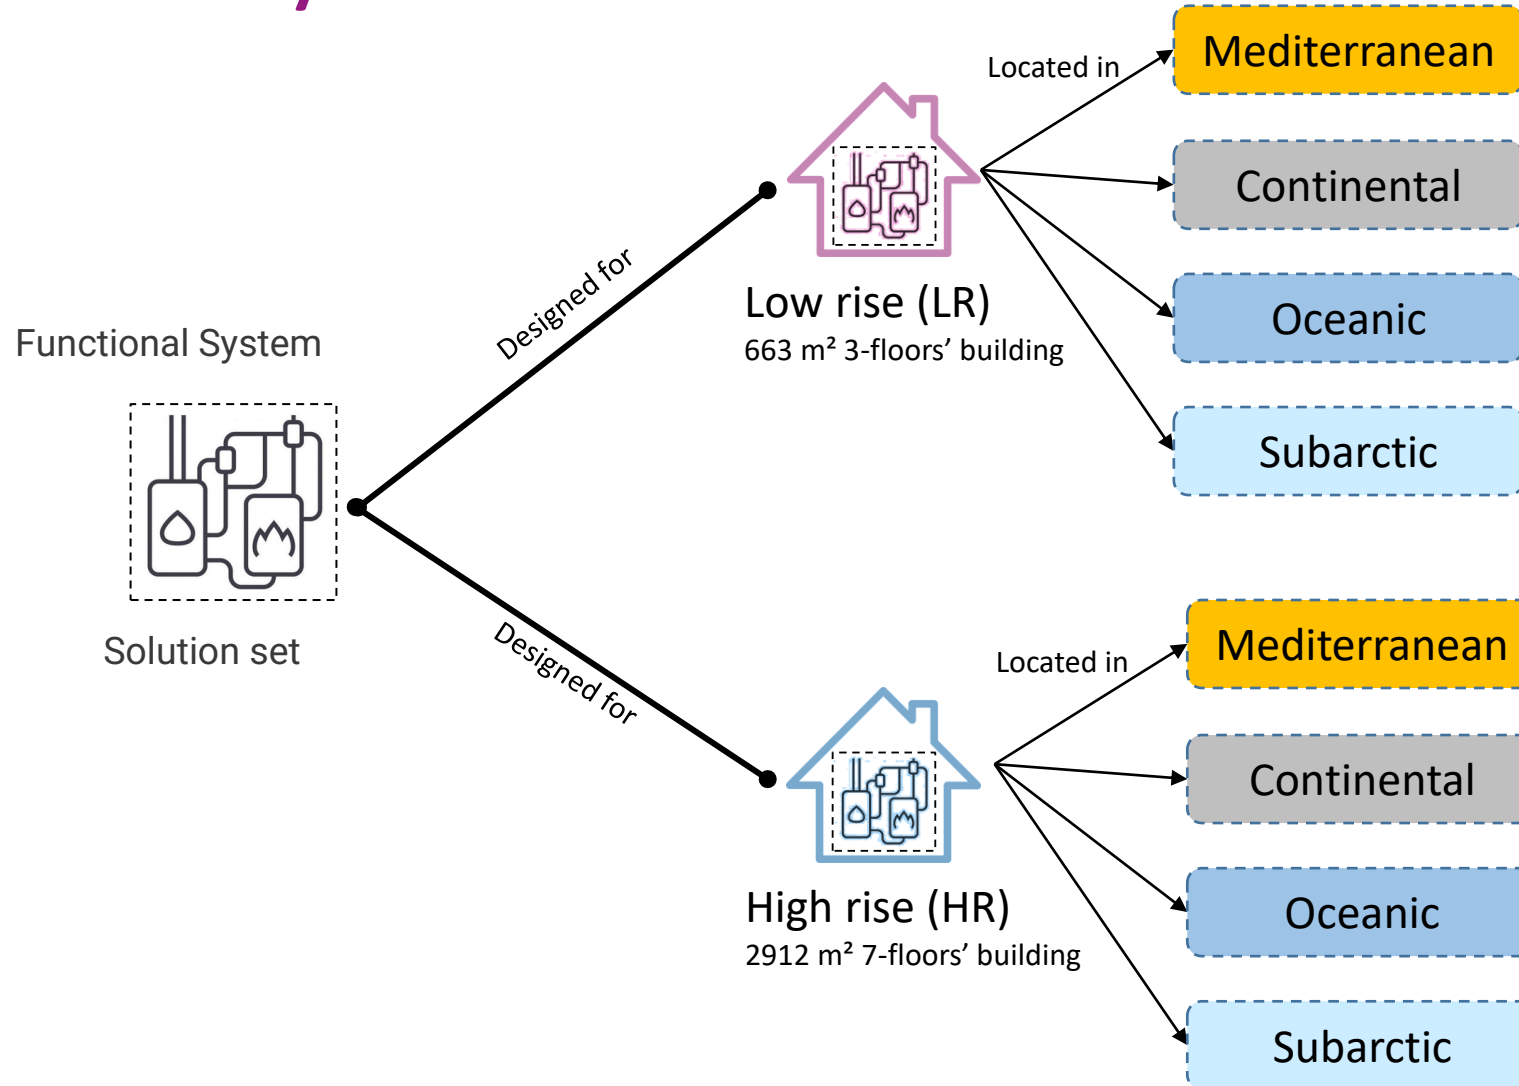 Located in
Mediterranean
Continental
Oceanic
Subarctic
Designed for
Low rise (LR)
663 m² 3-floors’ building
Functional System
Solution set
Designed for
Located in
Mediterranean
Continental
Oceanic
Subarctic
High rise (HR)
2912 m² 7-floors’ building